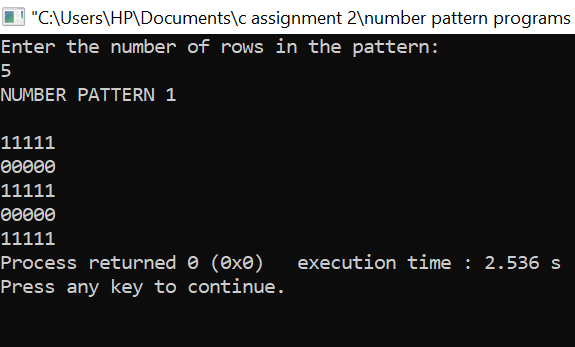 "C:\Users\HP\Documents\c assignment 2\number pattern programs
Enter the number of rows in the pattern:
5
NUMBER PATTERN 1
11111
00000
11111
00000
11111
Process returned 0 (0x0)   execution time : 2.536 s
Press any key to continue.